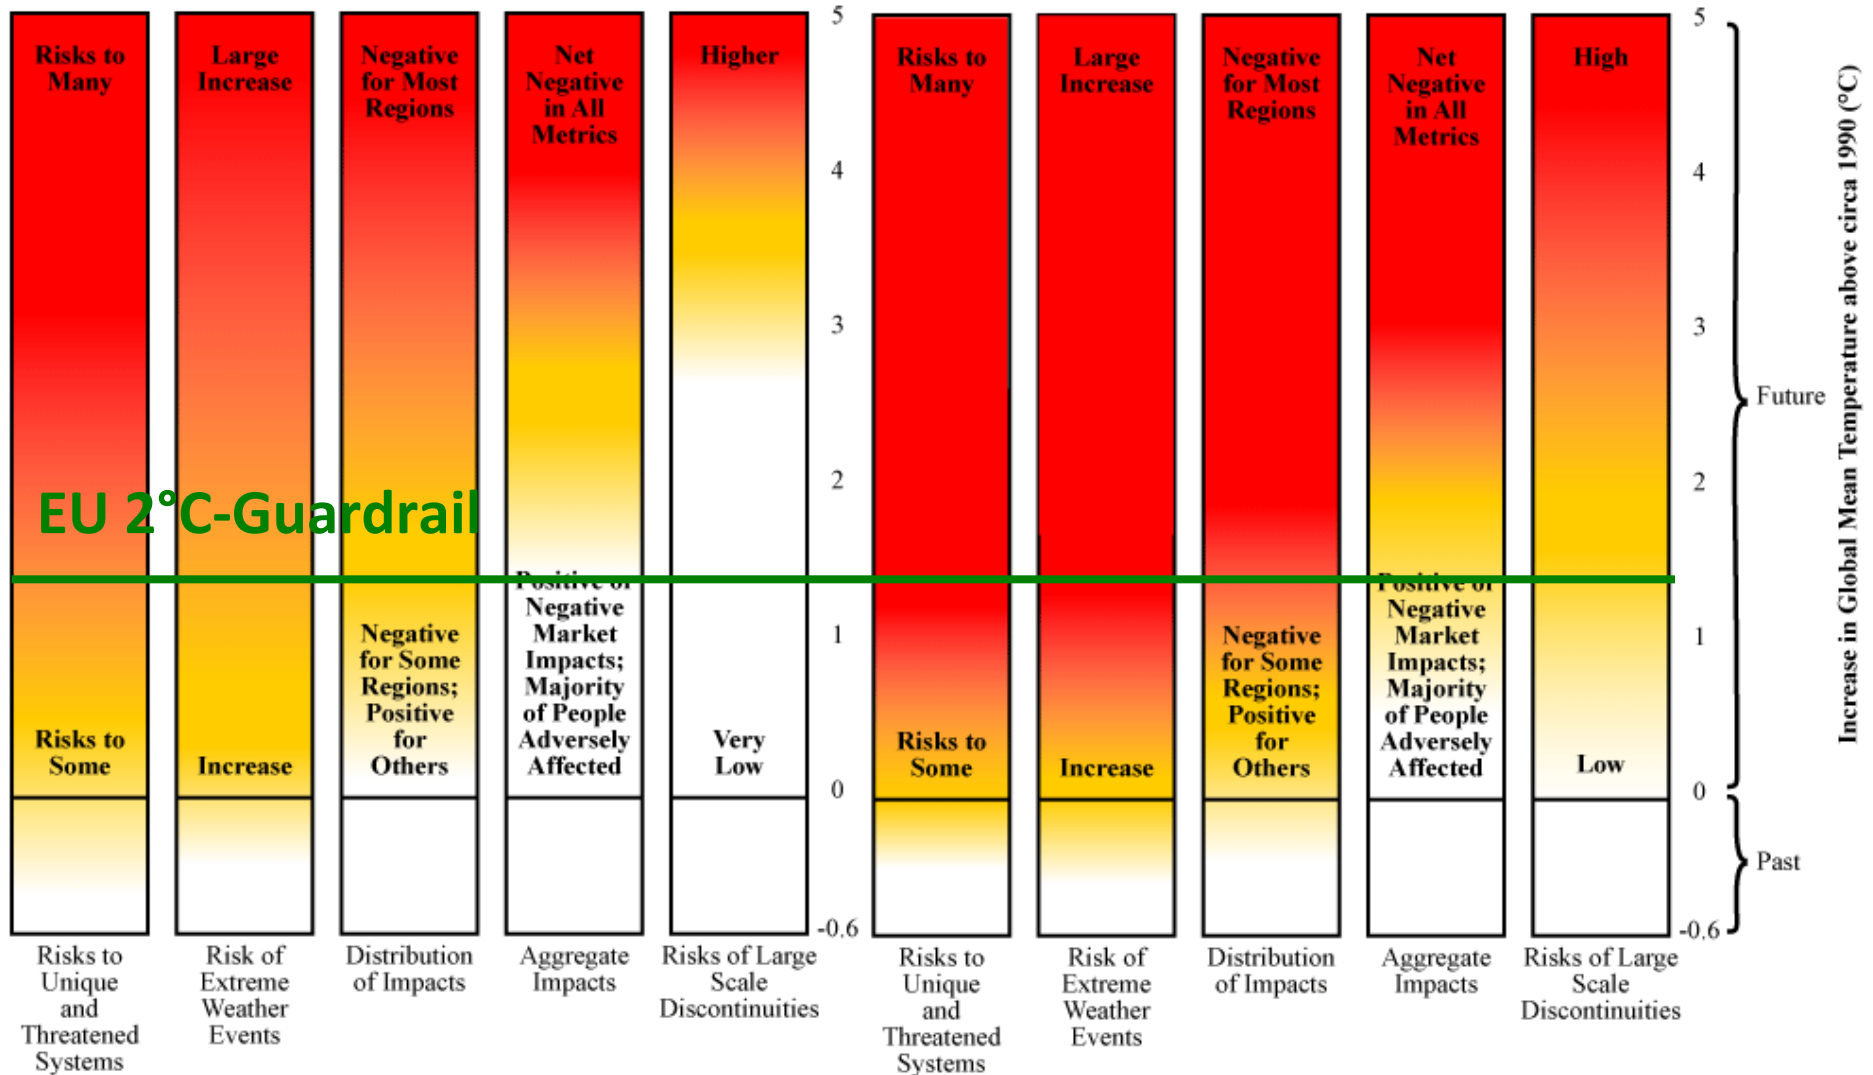 Risks to
Many
Large
Increase
Negative
for Most
Regions
Net
Negative
in All
Metrics
Higher
5
4
3
2
1
0
-0.6
EU 2°C-Guardrail
Risks to
Some
Increase
Negative
for Some
Regions;
Positive
for
Others
Positive or
Negative
Market
Impacts;
Majority
of People
Adversely
Affected
Very
Low
Risks to
Unique
and
Threatened
Systems
Risk of
Extreme
Weather
Events
Distribution
of Impacts
Aggregate
Impacts
Risks of Large
Scale
Discontinuities
Risks to
Many
Large
Increase
Negative
for Most
Regions
Net
Negative
in All
Metrics
High
5
4
3
2
1
0
-0.6
Risks to
Some
Increase
Negative
for Some
Regions;
Positive
for
Others
Positive or
Negative
Market
Impacts;
Majority
of People
Adversely
Affected
Low
Risks to
Unique
and
Threatened
Systems
Risk of
Extreme
Weather
Events
Distribution
of Impacts
Aggregate
Impacts
Risks of Large
Scale
Discontinuities
Future
Past
Increase in Global Mean Temperature above circa 1990 (°C)